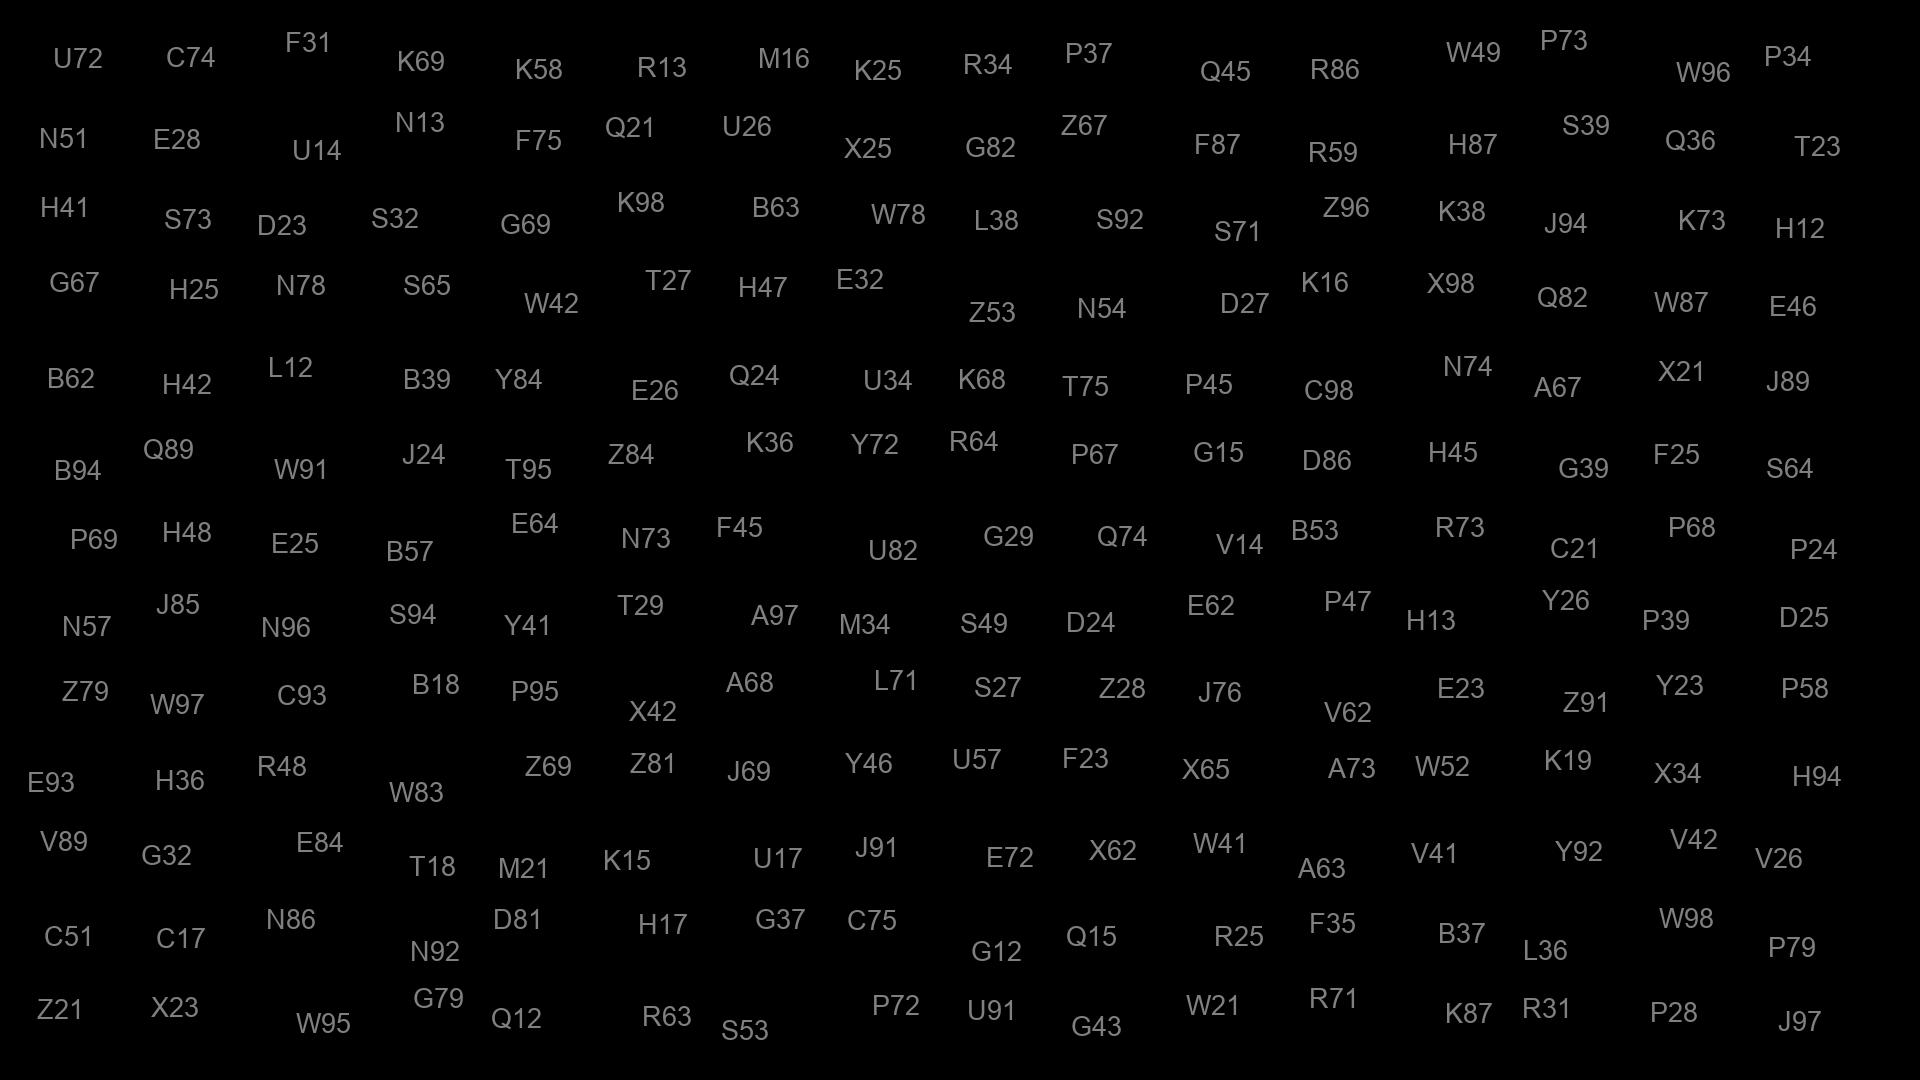 U72 C74 F31 K69 K58 R13 M16 K25 R34 P37 Q45 R86 W49 P73 W96 P34
N51 E28 U14 N13 F75 Q21 U26 X25 G82 Z67 F87 R59 H87 S39 Q36 T23
H41 S73 D23 S32 G69 K98 B63 W78 L38 S92 S71 Z96 K38 J94 K73 H12
G67 H25 N78 S65 W42 T27 H47 E32 Z53 N54 D27 K16 X98 Q82 W87 E46
B62 H42 L12 B39 Y84 E26 Q24 U34 K68 T75 P45 C98 N74 A67 X21 J89
B94 Q89 W91 J24 T95 Z84 K36 Y72 R64 P67 G15 D86 H45 G39 F25 S64
P69 H48 E25 B57 E64 N73 F45 U82 G29 Q74 V14 B53 R73 C21 P68 P24
N57 J85 N96 S94 Y41 T29 A97 M34 S49 D24 E62 P47 H13 Y26 P39 D25
Z79 W97 C93 B18 P95 X42 A68 L71 S27 Z28 J76 V62 E23 Z91 Y23 P58
E93 H36 R48 W83 Z69 Z81 J69 Y46 U57 F23 X65 A73 W52 K19 X34 H94
V89 G32 E84 T18 M21 K15 U17 J91 E72 X62 W41 A63 V41 Y92 V42 V26
C51 C17 N86 N92 D81 H17 G37 C75 G12 Q15 R25 F35 B37 L36 W98 P79
Z21 X23 W95 G79 Q12 R63 S53 P72 U91 G43 W21 R71 K87 R31 P28 J97